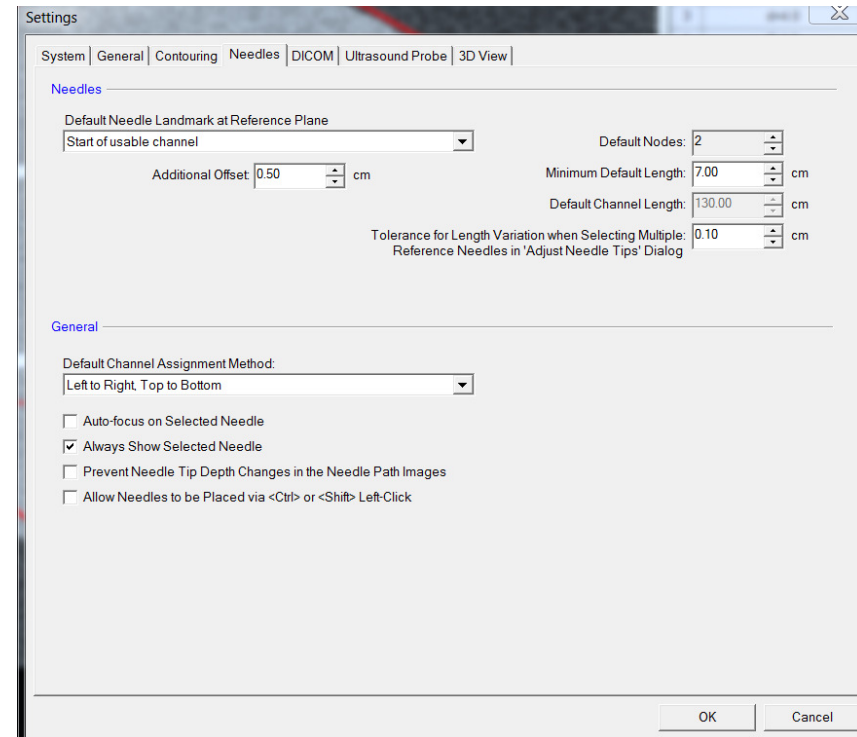 Settings
System General Contouring Needles DICOM Ultrasound Probe 3D View
Needles
Default Needle Landmark at Reference Plane
Start of usable channel
Default Nodes: 2
Additional Offset: 0.50 cm
Minimum Default Length: 7.00 cm
Default Channel Length: 130.00 cm
Tolerance for Length Variation when Selecting Multiple: 0.10 cm
Reference Needles in 'Adjust Needle Tips' Dialog
General
Default Channel Assignment Method:
Left to Right, Top to Bottom
Auto-focus on Selected Needle
Always Show Selected Needle
Prevent Needle Tip Depth Changes in the Needle Path Images
Allow Needles to be Placed via <Ctrl> or <Shift> Left-Click
OK Cancel